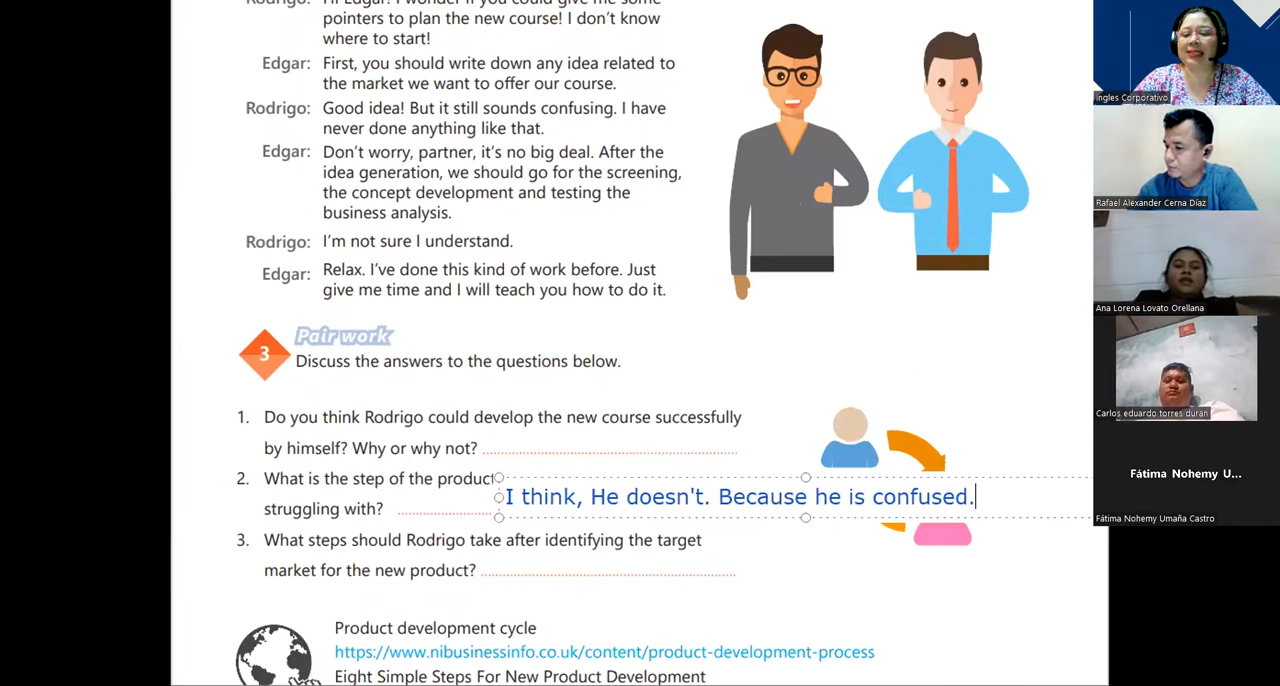 Rodrigo: Hi Edgar! I wonder if you could give me some
pointers to plan the new course! I don't know
where to start!
Edgar: First, you should write down any idea related to
the market we want to offer our course.
Rodrigo: Good idea! But it still sounds confusing. I have
never done anything like that.
Edgar: Don't worry, partner, it's no big deal. After the
idea generation, we should go for the screening,
the concept development and testing the
business analysis.
Rodrigo: I'm not sure I understand.
Edgar: Relax. I've done this kind of work before. Just
give me time and I will teach you how to do it.
3
Pair work
Discuss the answers to the questions below.
1. Do you think Rodrigo could develop the new course successfully
by himself? Why or why not?
2. What is the step of the product
I think, He doesn't. Because he is confused.
struggling with?
3. What steps should Rodrigo take after identifying the target
market for the new product?
Product development cycle
https://www.nibusinessinfo.co.uk/content/product-development-process
Eight Simple Steps For New Product Development
Ingles Corporativo
Rafael Alexander Cerna Díaz
Ana Lorena Lovato Orellana
Carlos eduardo torres duran
Fátima Nohemy U...
Fátima Nohemy Umaña Castro